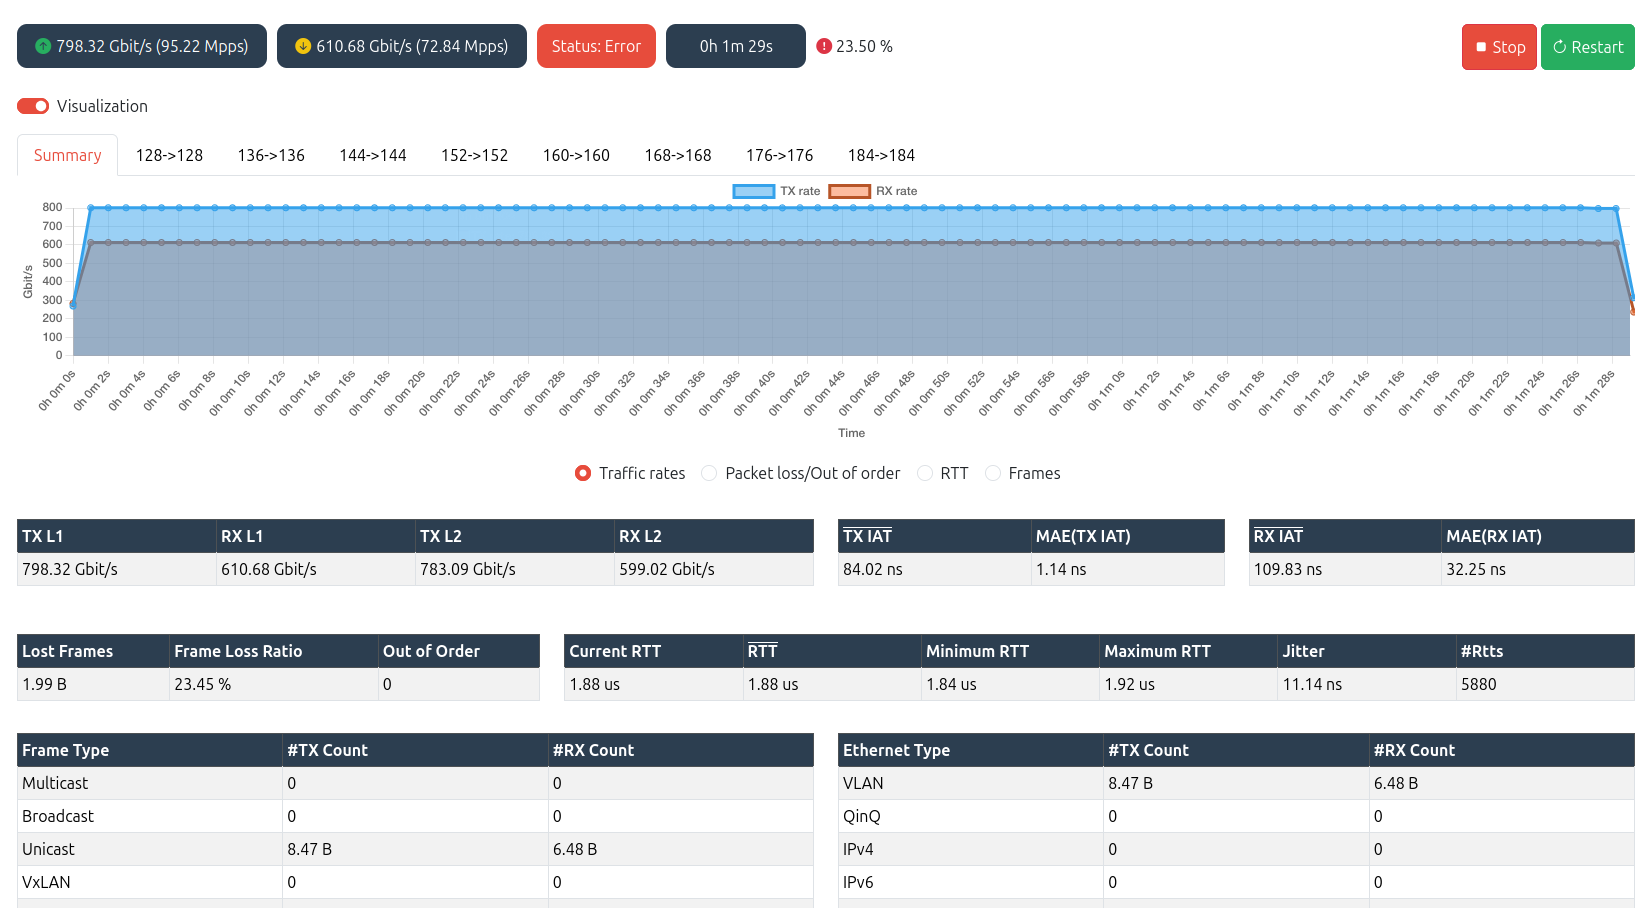 798.32 Gbit/s (95.22 Mpps) 610.68 Gbit/s (72.84 Mpps) Status: Error 0h 1m 29s 23.50 % Stop Restart
Visualization
Summary 128->128 136->136 144->144 152->152 160->160 168->168 176->176 184->184
TX rate RX rate
800
700
600
500
400
300
200
100
0
Gbit/s
0h 0m 0s 0h 0m 2s 0h 0m 4s 0h 0m 6s 0h 0m 8s 0h 0m 10s 0h 0m 12s 0h 0m 14s 0h 0m 16s 0h 0m 18s 0h 0m 20s 0h 0m 22s 0h 0m 24s 0h 0m 26s 0h 0m 28s 0h 0m 30s 0h 0m 32s 0h 0m 34s 0h 0m 36s 0h 0m 38s 0h 0m 40s 0h 0m 42s 0h 0m 44s 0h 0m 46s 0h 0m 48s 0h 0m 50s 0h 0m 52s 0h 0m 54s 0h 0m 56s 0h 0m 58s 0h 1m 0s 0h 1m 2s 0h 1m 4s 0h 1m 6s 0h 1m 8s 0h 1m 10s 0h 1m 12s 0h 1m 14s 0h 1m 16s 0h 1m 18s 0h 1m 20s 0h 1m 22s 0h 1m 24s 0h 1m 26s 0h 1m 28s
Time
Traffic rates Packet loss/Out of order RTT Frames
TX L1 RX L1 TX L2 RX L2 TX IAT MAE(TX IAT) RX IAT MAE(RX IAT)
798.32 Gbit/s 610.68 Gbit/s 783.09 Gbit/s 599.02 Gbit/s 84.02 ns 1.14 ns 109.83 ns 32.25 ns
Lost Frames Frame Loss Ratio Out of Order Current RTT RTT Minimum RTT Maximum RTT Jitter #Rtts
1.99 B 23.45 % 0 1.88 us 1.88 us 1.84 us 1.92 us 11.14 ns 5880
Frame Type #TX Count #RX Count Ethernet Type #TX Count #RX Count
Multicast 0 0 VLAN 8.47 B 6.48 B
Broadcast 0 0 QinQ 0 0
Unicast 8.47 B 6.48 B IPv4 0 0
VxLAN 0 0 IPv6 0 0